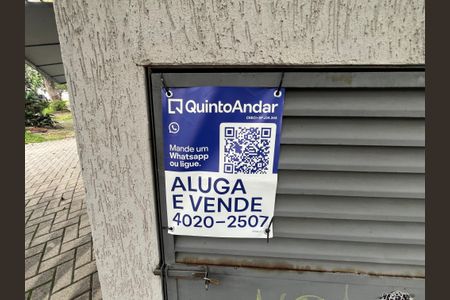 QuintoAndar
Mande um
Whatsapp
ou ligue.
ALUGA
E VENDE
4020-2507